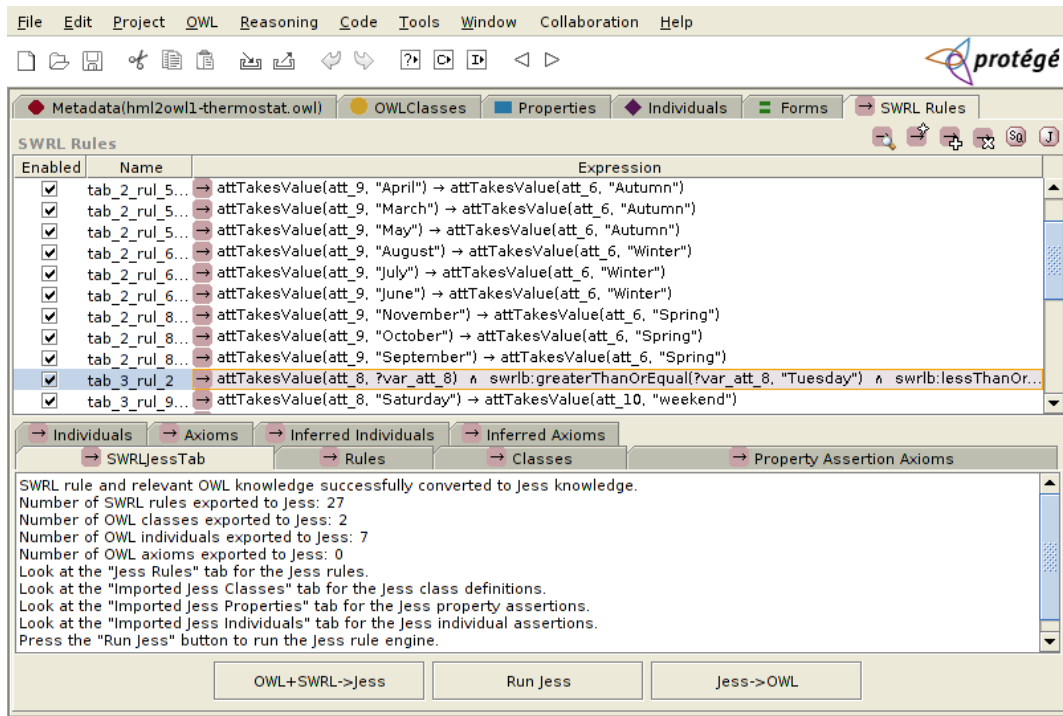 File Edit Project OWL Reasoning Code Tools Window Collaboration Help
protégé
Metadata(hml2owl1-thermostat.owl) OWLClasses Properties Individuals Forms → SWRL Rules
SWRL Rules
Enabled Name Expression
tab_2_rul_5... → attTakesValue(att_9, "April") → attTakesValue(att_6, "Autumn")
tab_2_rul_5... → attTakesValue(att_9, "March") → attTakesValue(att_6, "Autumn")
tab_2_rul_5... → attTakesValue(att_9, "May") → attTakesValue(att_6, "Autumn")
tab_2_rul_6... → attTakesValue(att_9, "August") → attTakesValue(att_6, "Winter")
tab_2_rul_6... → attTakesValue(att_9, "July") → attTakesValue(att_6, "Winter")
tab_2_rul_6... → attTakesValue(att_9, "June") → attTakesValue(att_6, "Winter")
tab_2_rul_8... → attTakesValue(att_9, "November") → attTakesValue(att_6, "Spring")
tab_2_rul_8... → attTakesValue(att_9, "October") → attTakesValue(att_6, "Spring")
tab_2_rul_8... → attTakesValue(att_9, "September") → attTakesValue(att_6, "Spring")
tab_3_rul_2 → attTakesValue(att_8, ?var_att_8) ∧ swrlb:greaterThanOrEqual(?var_att_8, "Tuesday") ∧ swrlb:lessThanOr...
tab_3_rul_9... → attTakesValue(att_8, "Saturday") → attTakesValue(att_10, "weekend")
→ Individuals → Axioms → Inferred Individuals → Inferred Axioms
→ SWRLJessTab → Rules → Classes → Property Assertion Axioms
SWRL rule and relevant OWL knowledge successfully converted to Jess knowledge.
Number of SWRL rules exported to Jess: 27
Number of OWL classes exported to Jess: 2
Number of OWL individuals exported to Jess: 7
Number of OWL axioms exported to Jess: 0
Look at the "Jess Rules" tab for the Jess rules.
Look at the "Imported Jess Classes" tab for the Jess class definitions.
Look at the "Imported Jess Properties" tab for the Jess property assertions.
Look at the "Imported Jess Individuals" tab for the Jess individual assertions.
Press the "Run Jess" button to run the Jess rule engine.
OWL+SWRL->Jess Run Jess Jess->OWL